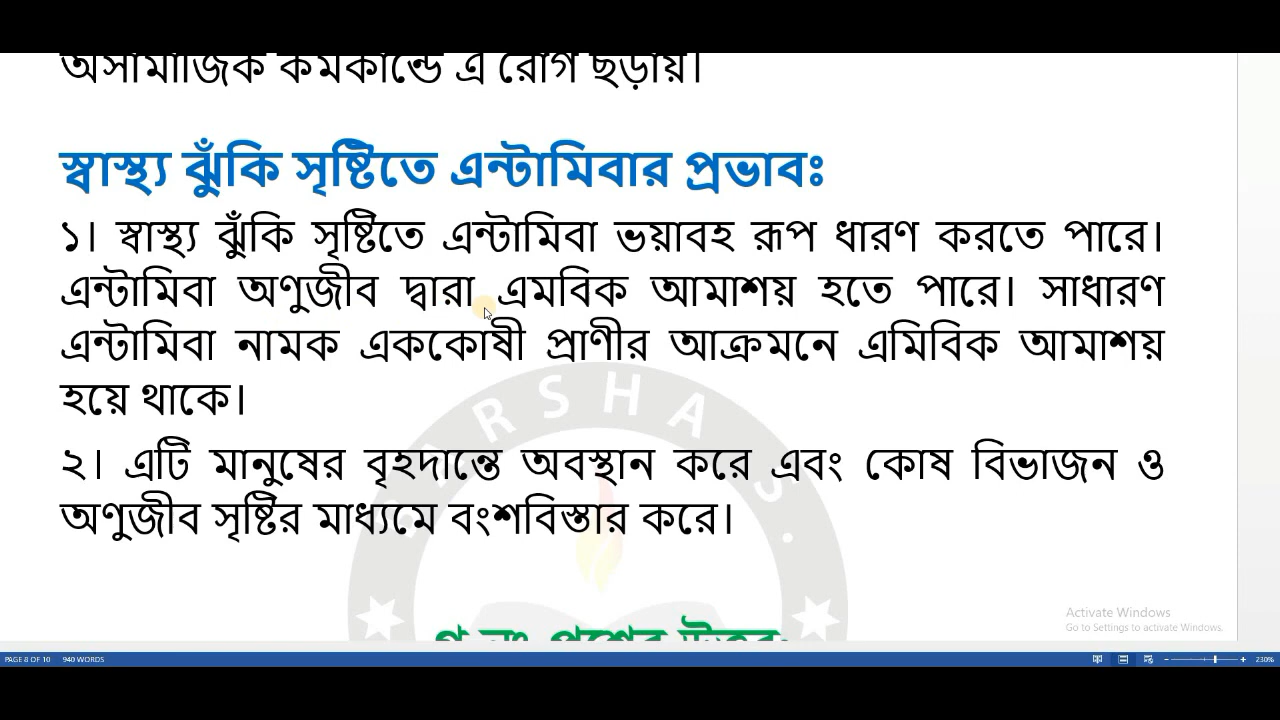 অসামাজিক কর্মকান্ডে এ রোগ ছড়ায়।
স্বাস্থ্য ঝুঁকি সৃষ্টিতে এন্টামিবার প্রভাবঃ
১। স্বাস্থ্য ঝুঁকি সৃষ্টিতে এন্টামিবা ভয়াবহ রূপ ধারণ করতে পারে।
এন্টামিবা অণুজীব দ্বারা এমবিক আমাশয় হতে পারে। সাধারণ
এন্টামিবা নামক এককোষী প্রাণীর আক্রমনে এমিবিক আমাশয়
হয়ে থাকে।
২। এটি মানুষের বৃহদান্তে অবস্থান করে এবং কোষ বিভাজন ও
অণুজীব সৃষ্টির মাধ্যমে বংশবিস্তার করে।
Activate Windows
Go to Settings to activate Windows.
PAGE 8 OF 10 940 WORDS 230%